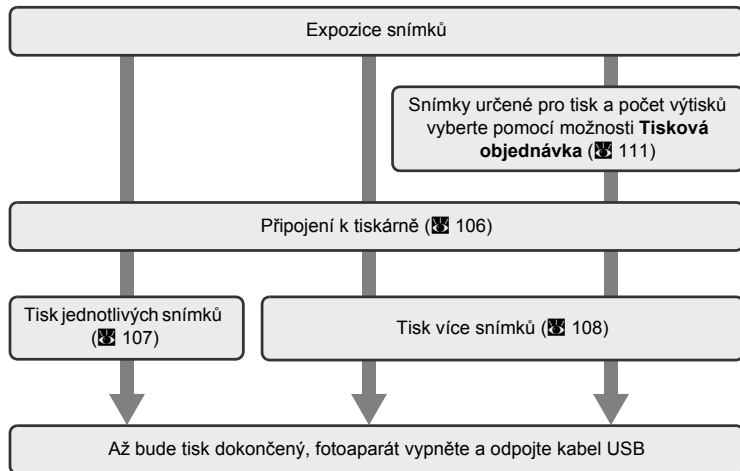 Expozice snímků
Snímky určené pro tisk a počet výtisků
vyberte pomocí možnosti Tisková
objednávka ( 111)
Připojení k tiskárně ( 106)
Tisk jednotlivých snímků
( 107)
Tisk více snímků ( 108)
Až bude tisk dokončený, fotoaparát vypněte a odpojte kabel USB